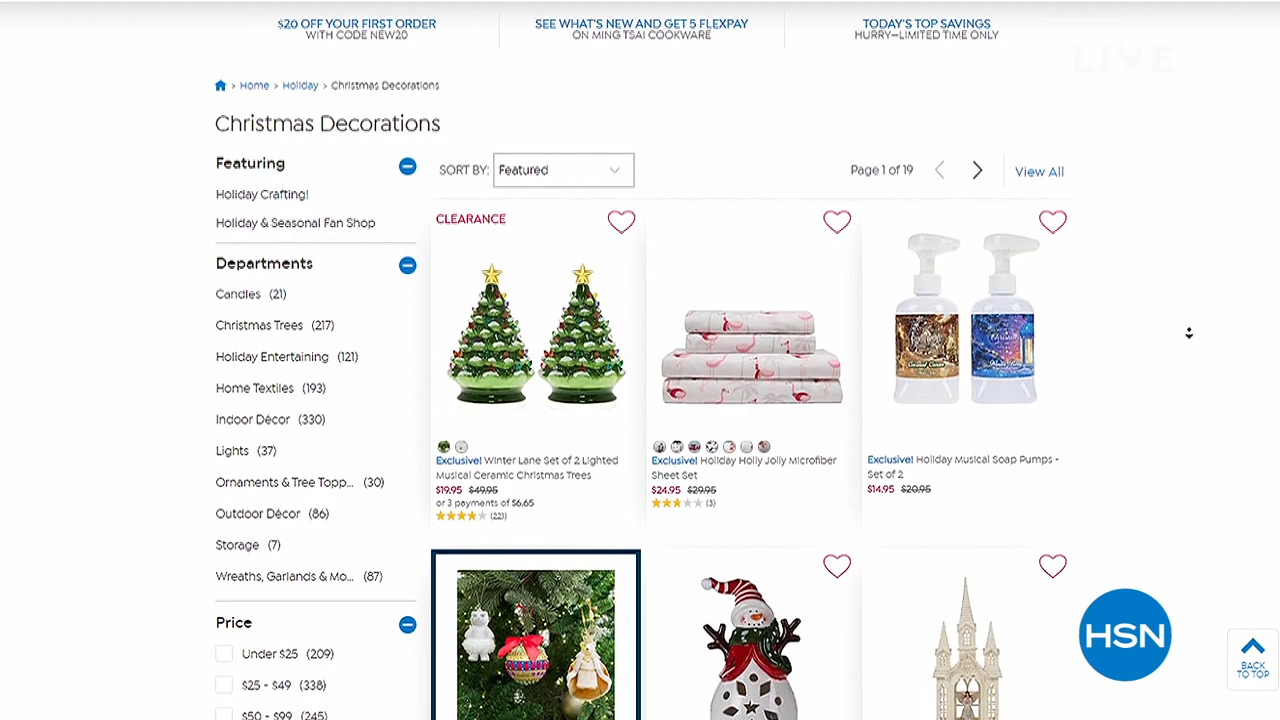 $20 OFF YOUR FIRST ORDER
WITH CODE NEW20
SEE WHAT'S NEW AND GET 5 FLEXPAY
ON MING TSAI COOKWARE
TODAY'S TOP SAVINGS
HURRY—LIMITED TIME ONLY
LIVE
> Home > Holiday > Christmas Decorations
Christmas Decorations
Featuring
Holiday Crafting!
Holiday & Seasonal Fan Shop
Departments
Candles (21)
Christmas Trees (217)
Holiday Entertaining (121)
Home Textiles (193)
Indoor Décor (330)
Lights (37)
Ornaments & Tree Topp... (30)
Outdoor Décor (86)
Storage (7)
Wreaths, Garlands & Mo... (87)
Price
Under $25 (209)
$25 - $49 (338)
$50 - $99 (245)
SORT BY: Featured
Page 1 of 19
View All
CLEARANCE
Exclusive! Winter Lane Set of 2 Lighted
Musical Ceramic Christmas Trees
$19.95 $49.95
or 3 payments of $6.65
(221)
Exclusive! Holiday Holly Jolly Microfiber
Sheet Set
$24.95 $29.95
(3)
Exclusive! Holiday Musical Soap Pumps -
Set of 2
$14.95 $20.95
HSN
BACK
TO TOP